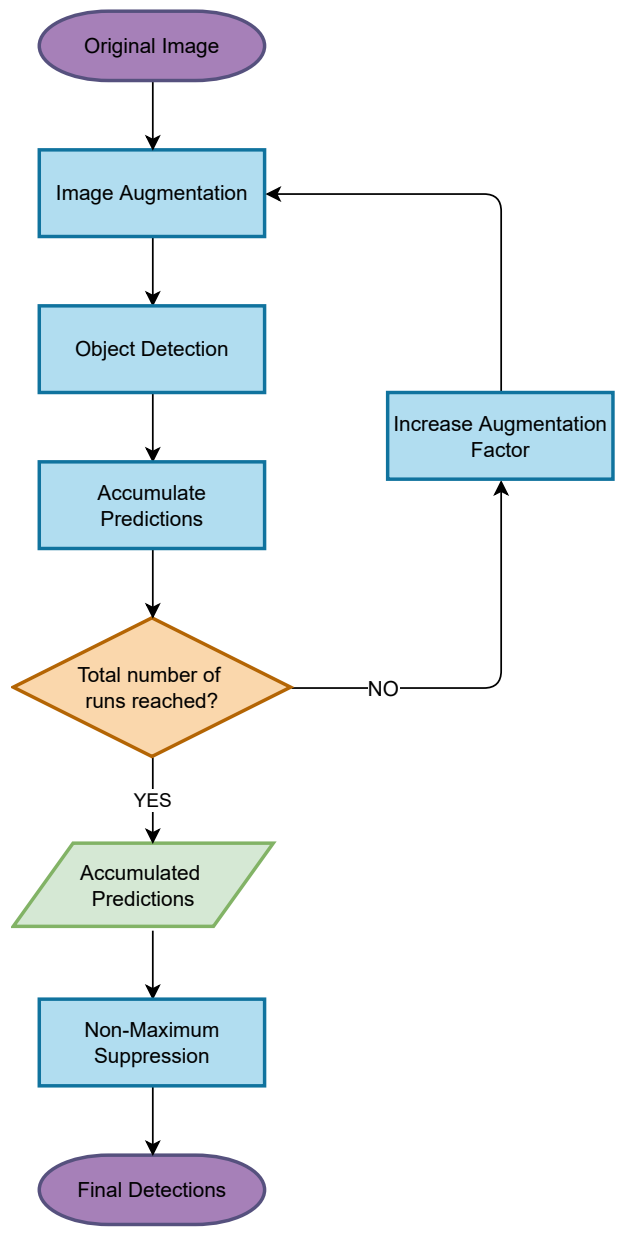 Original Image
Image Augmentation
Object Detection
Increase Augmentation
Factor
Accumulate
Predictions
Total number of
runs reached?
NO
YES
Accumulated
Predictions
Non-Maximum
Suppression
Final Detections